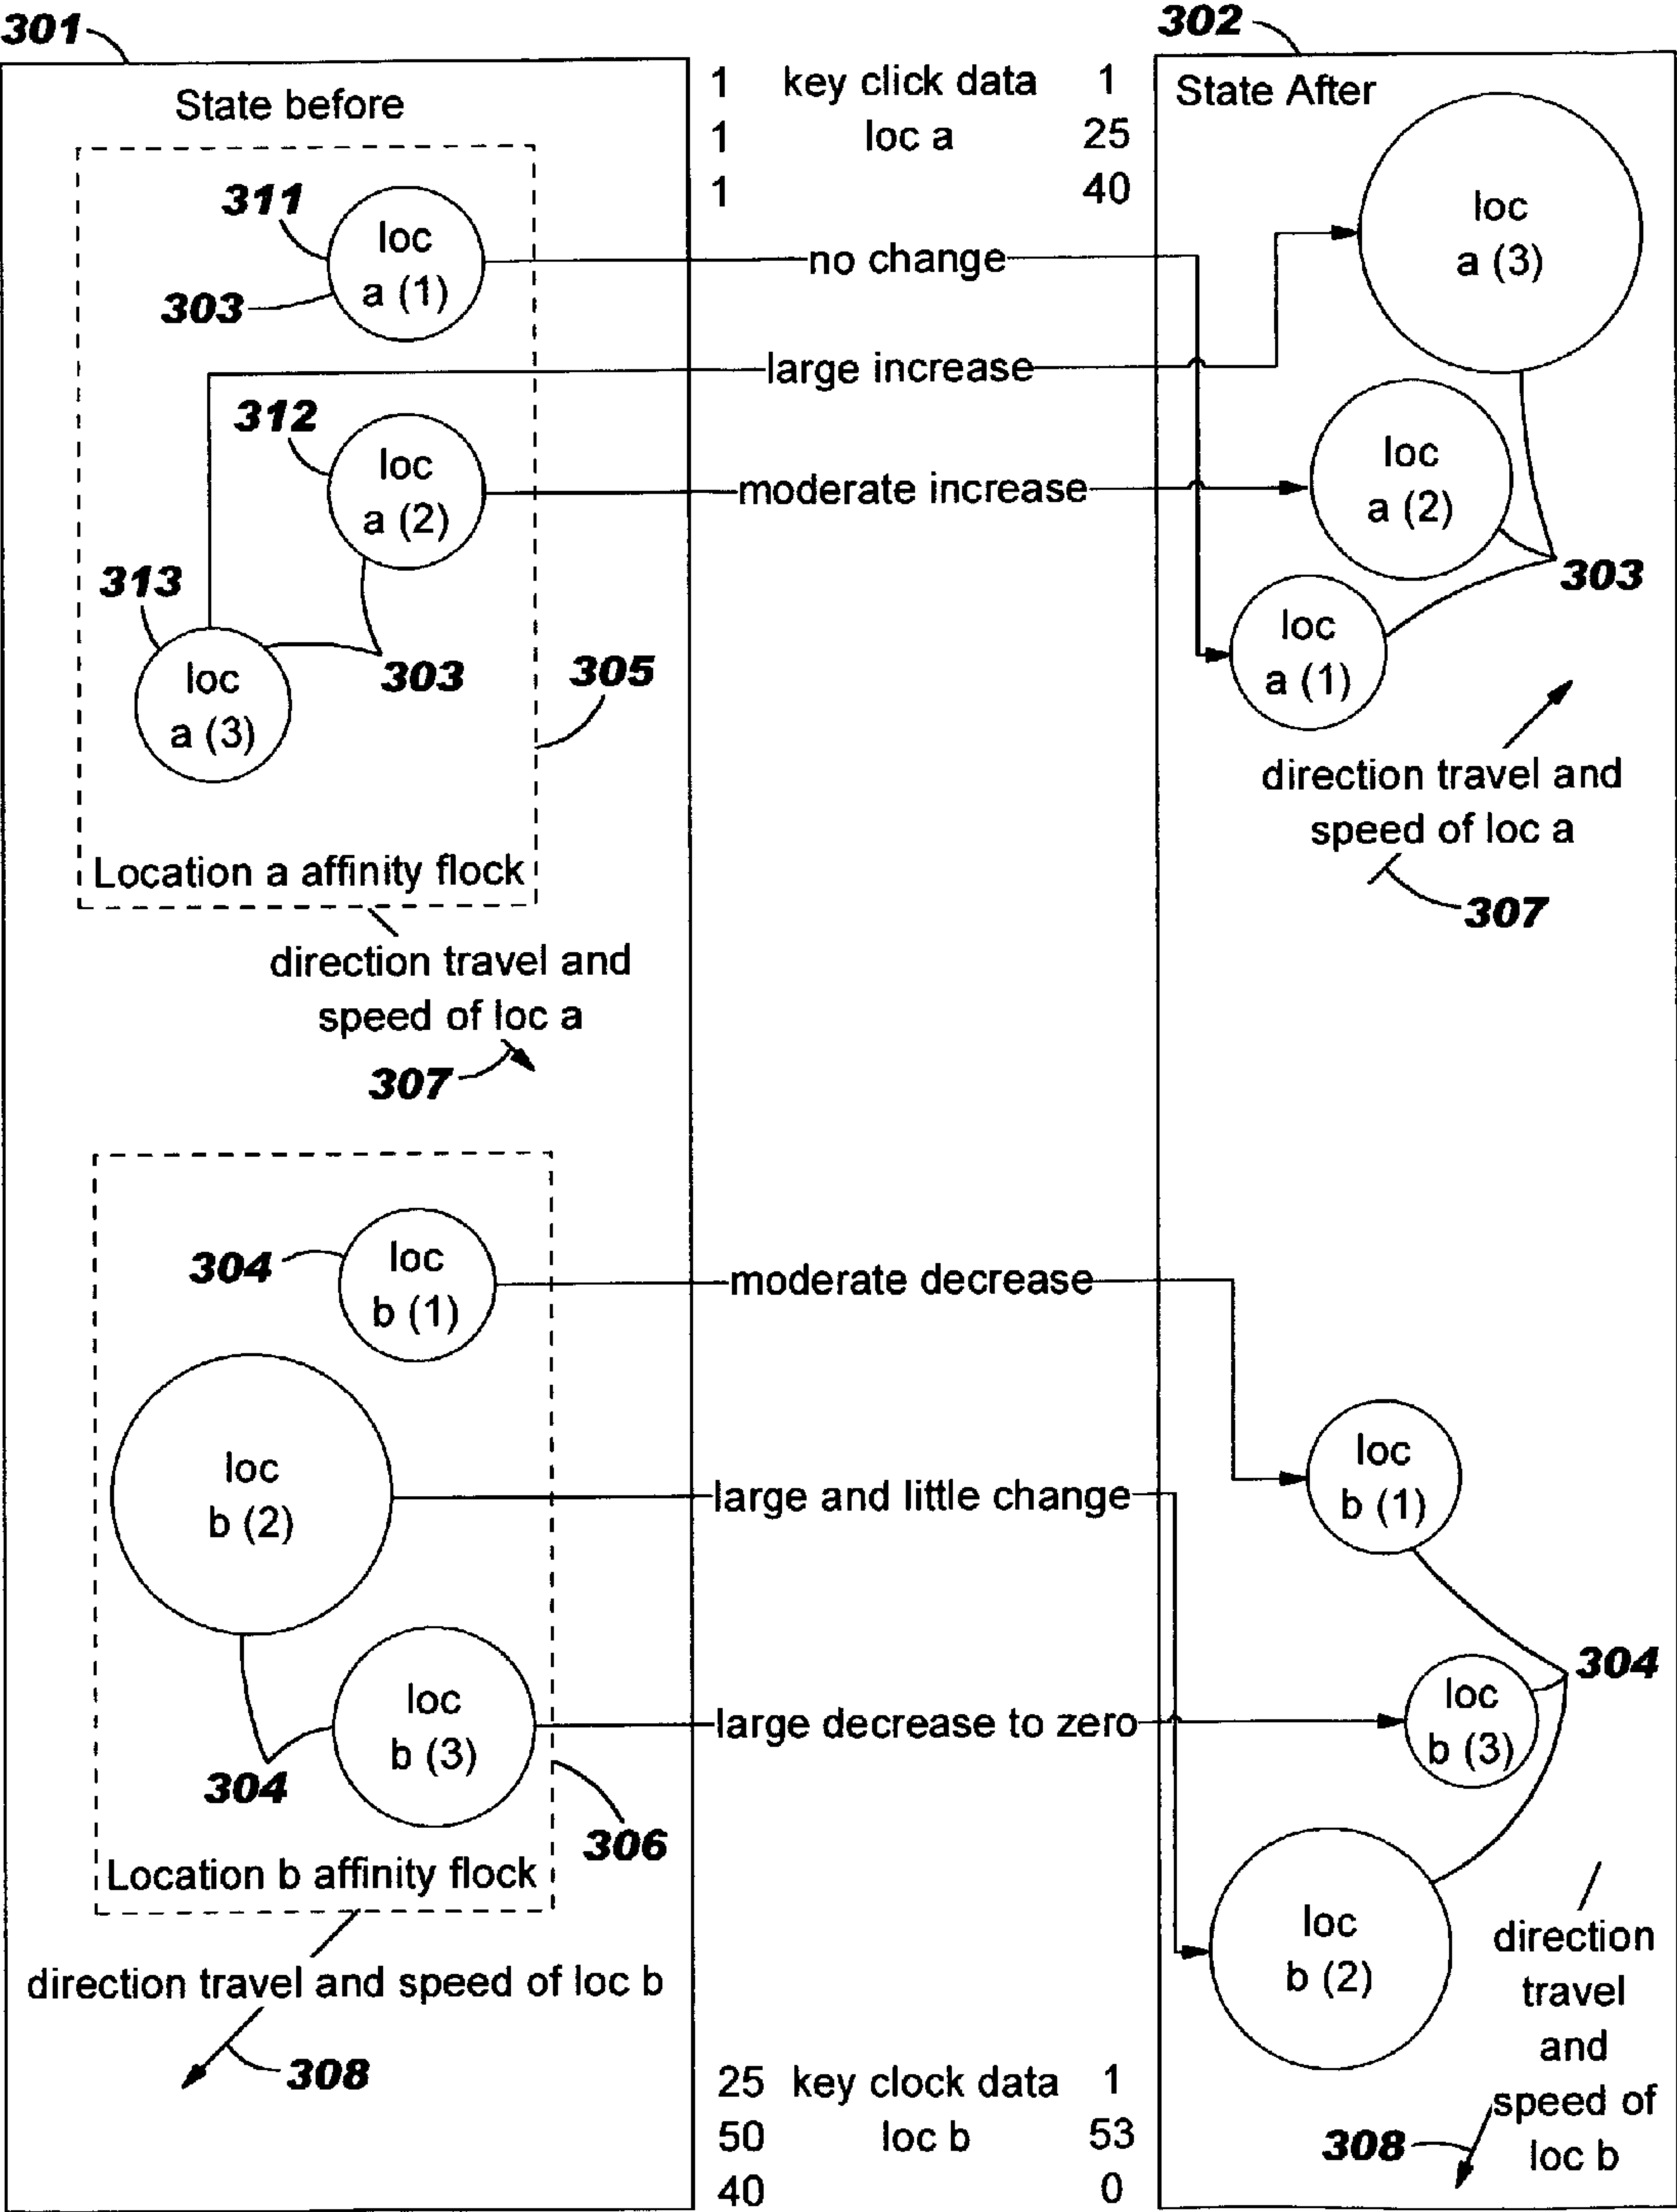 301
302
State before
1 key click data 1
1 loc a 25
1 40
State After
311
loc
a (1)
303
no change
loc
a (3)
large increase
312
loc
a (2)
moderate increase
loc
a (2)
303
313
loc
a (3)
303
305
loc
a (1)
direction travel and
speed of loc a
307
Location a affinity flock
direction travel and
speed of loc a
307
304
loc
b (1)
moderate decrease
loc
b (1)
loc
b (2)
large and little change
304
loc
b (3)
large decrease to zero
loc
b (3)
304
306
Location b affinity flock
loc
b (2)
direction
travel
and
speed of
loc b
308
direction travel and speed of loc b
308
25 key clock data 1
50 loc b 53
40 0